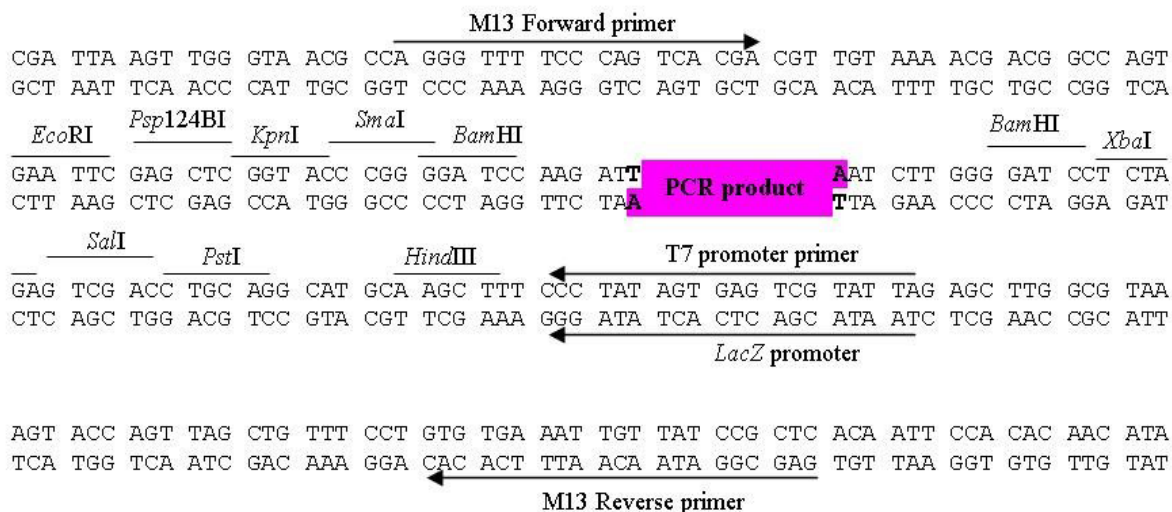 M13 Forward primer
CGA TTA AGT TGG GTA ACG CCA GGG TTT TCC CAG TCA CGA CGT TGT AAA ACG ACG GCC AGT
GCT AAT TCA ACC CAT TGC GGT CCC AAA AGG GTC AGT GCT GCA ACA TTT TGC TGC CGG TCA
EcoRI Psp124BI KpnI SmaI BamHI BamHI XbaI
GAA TTC GAG CTC GGT ACC CGG GGA TCC AAG ATT PCR product AAT CTT GGG GAT CCT CTA
CTT AAG CTC GAG CCA TGG GCC CCT AGG TTC TAA TTA GAA CCC CTA GGA GAT
SalI PstI HindIII T7 promoter primer
GAG TCG ACC TGC AGG CAT GCA AGC TTT CCC TAT AGT GAG TCG TAT TAG AGC TTG GCG TAA
CTC AGC TGG ACG TCC GTA CGT TCG AAA GGG ATA TCA CTC AGC ATA ATC TCG AAC CGC ATT
LacZ promoter
AGT ACC AGT TAG CTG TTT CCT GTG TGA AAT TGT TAT CCG CTC ACA ATT CCA CAC AAC ATA
TCA TGG TCA ATC GAC AAA GGA CAC ACT TTA ACA ATA GGC GAG TGT TAA GGT GTG TTG TAT
M13 Reverse primer